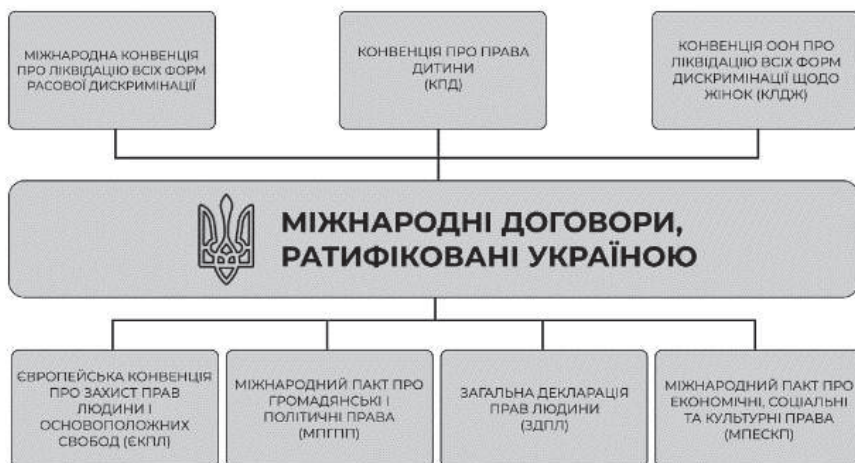 МІЖНАРОДНА КОНВЕНЦІЯ
ПРО ЛІКВІДАЦІЮ ВСІХ ФОРМ
РАСОВОЇ ДИСКРИМІНАЦІЇ
КОНВЕНЦІЯ ПРО ПРАВА
ДИТИНИ
(КПД)
КОНВЕНЦІЯ ООН ПРО
ЛІКВІДАЦІЮ ВСІХ ФОРМ
ДИСКРИМІНАЦІЇ ЩОДО
ЖІНОК (КЛДЖ)
МІЖНАРОДНІ ДОГОВОРИ,
РАТИФІКОВАНІ УКРАЇНОЮ
ЄВРОПЕЙСЬКА КОНВЕНЦІЯ
ПРО ЗАХИСТ ПРАВ
ЛЮДИНИ І
ОСНОВОПОЛОЖНИХ
СВОБОД (ЄКПЛ)
МІЖНАРОДНИЙ ПАКТ ПРО
ГРОМАДЯНСЬКІ І
ПОЛІТИЧНІ ПРАВА
(МПГПП)
ЗАГАЛЬНА ДЕКЛАРАЦІЯ
ПРАВ ЛЮДИНИ
(ЗДПЛ)
МІЖНАРОДНИЙ ПАКТ ПРО
ЕКОНОМІЧНІ, СОЦІАЛЬНІ
ТА КУЛЬТУРНІ ПРАВА
(МПЕСКП)